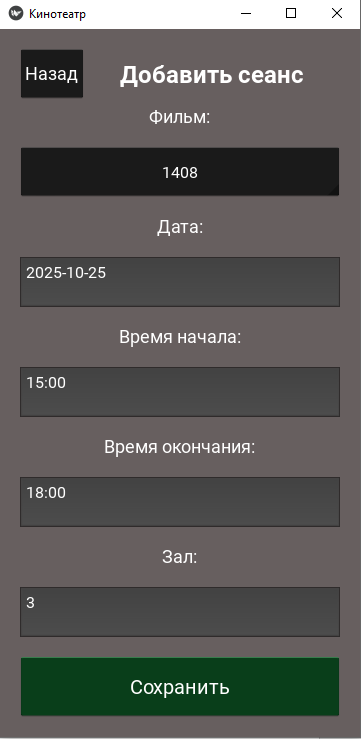 Кинотеатр
Назад
Добавить сеанс
Фильм:
1408
Дата:
2025-10-25
Время начала:
15:00
Время окончания:
18:00
Зал:
3
Сохранить